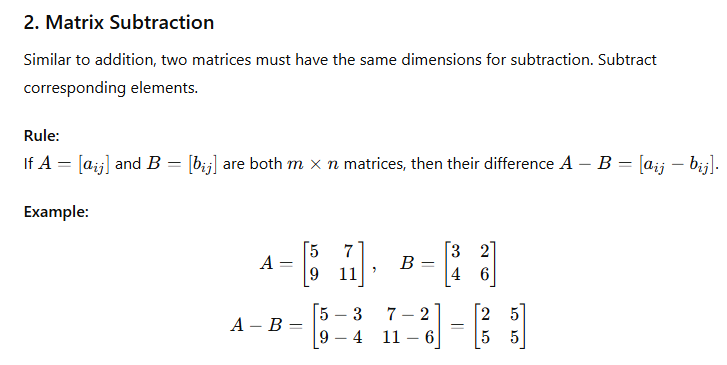 2. Matrix Subtraction
Similar to addition, two matrices must have the same dimensions for subtraction. Subtract
corresponding elements.
Rule:
If A = [a_{ij}] and B = [b_{ij}] are both m × n matrices, then their difference A − B = [a_{ij} − b_{ij}].
Example:
A = \begin{bmatrix} 5 & 7 \\ 9 & 11 \end{bmatrix}, B = \begin{bmatrix} 3 & 2 \\ 4 & 6 \end{bmatrix}
A − B = \begin{bmatrix} 5 − 3 & 7 − 2 \\ 9 − 4 & 11 − 6 \end{bmatrix} = \begin{bmatrix} 2 & 5 \\ 5 & 5 \end{bmatrix}